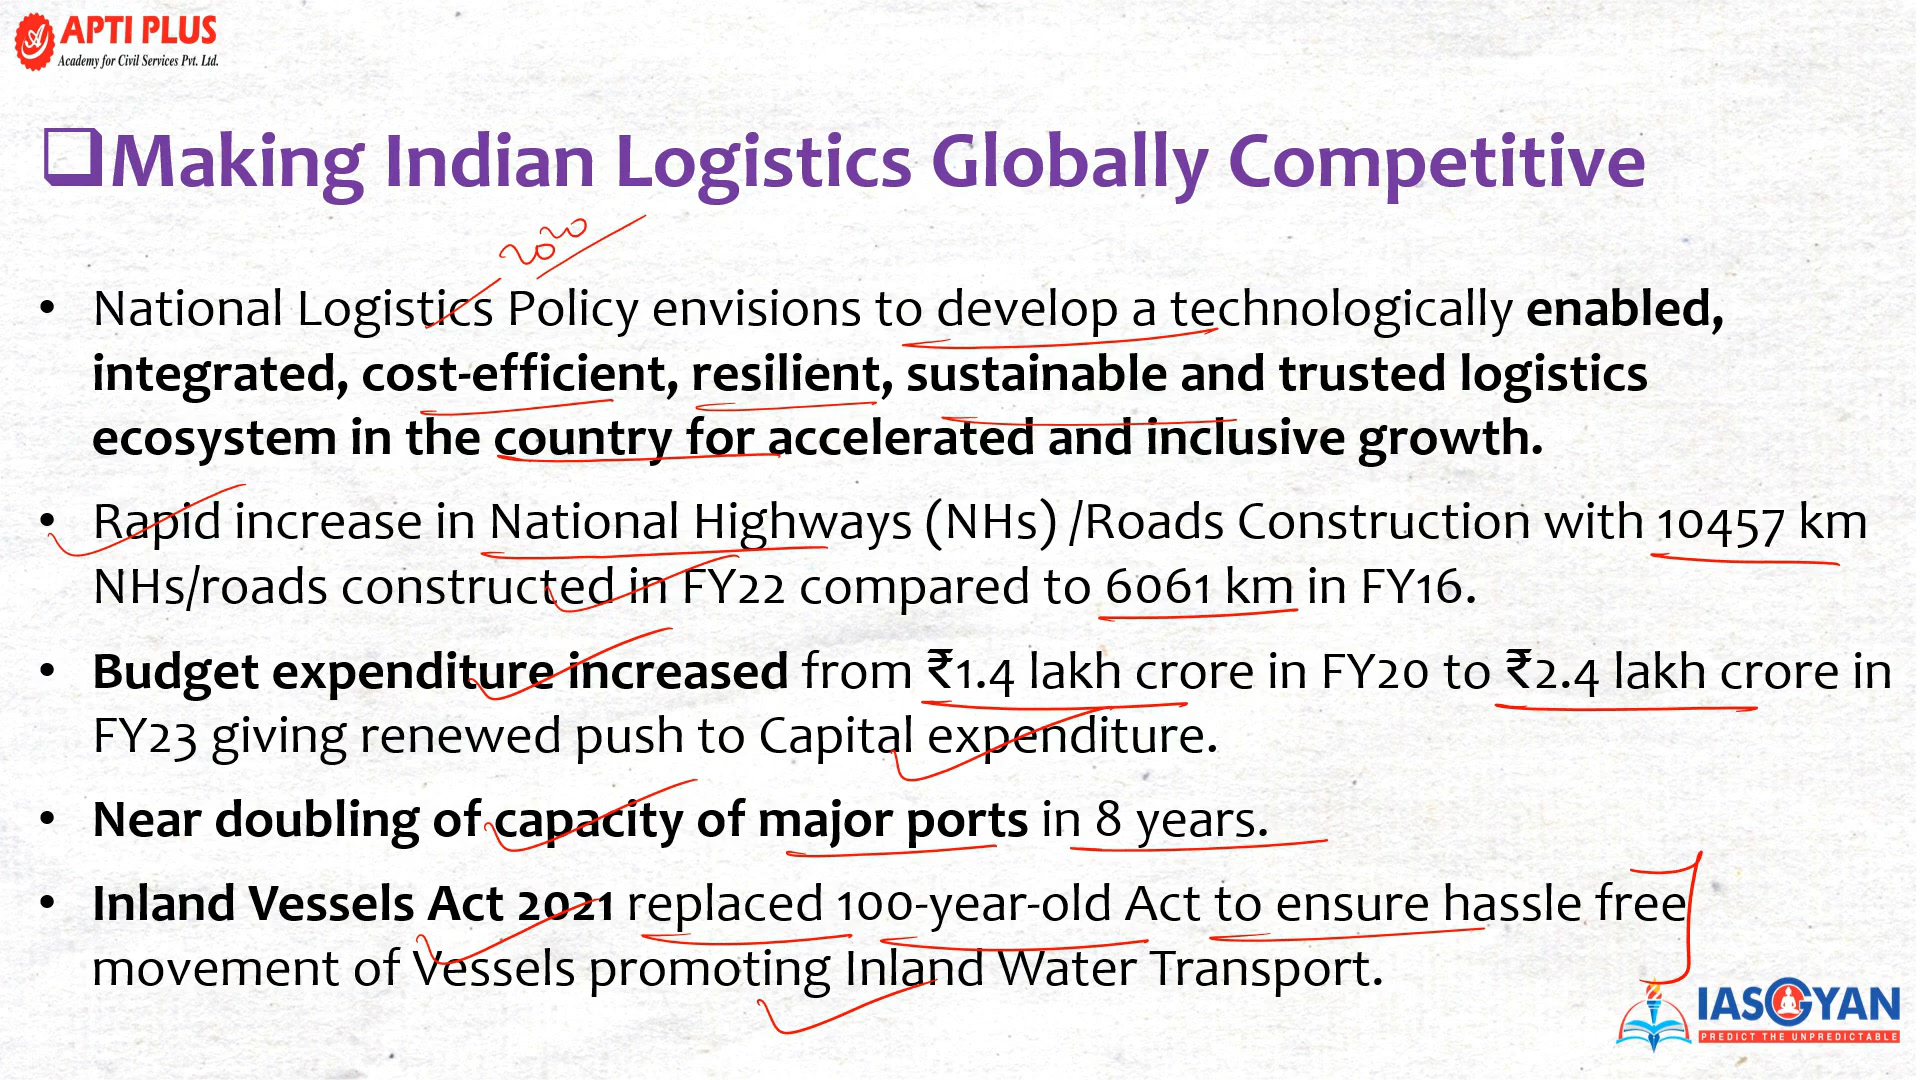 APTI PLUS
Academy for Civil Services Pvt. Ltd.
❑Making Indian Logistics Globally Competitive
2020
• National Logistics Policy envisions to develop a technologically enabled,
integrated, cost-efficient, resilient, sustainable and trusted logistics
ecosystem in the country for accelerated and inclusive growth.
• Rapid increase in National Highways (NHs) /Roads Construction with 10457 km
NHs/roads constructed in FY22 compared to 6061 km in FY16.
• Budget expenditure increased from ₹1.4 lakh crore in FY20 to ₹2.4 lakh crore in
FY23 giving renewed push to Capital expenditure.
• Near doubling of capacity of major ports in 8 years.
• Inland Vessels Act 2021 replaced 100-year-old Act to ensure hassle free
movement of Vessels promoting Inland Water Transport.
IASGYAN
PREDICT THE UNPREDICTABLE